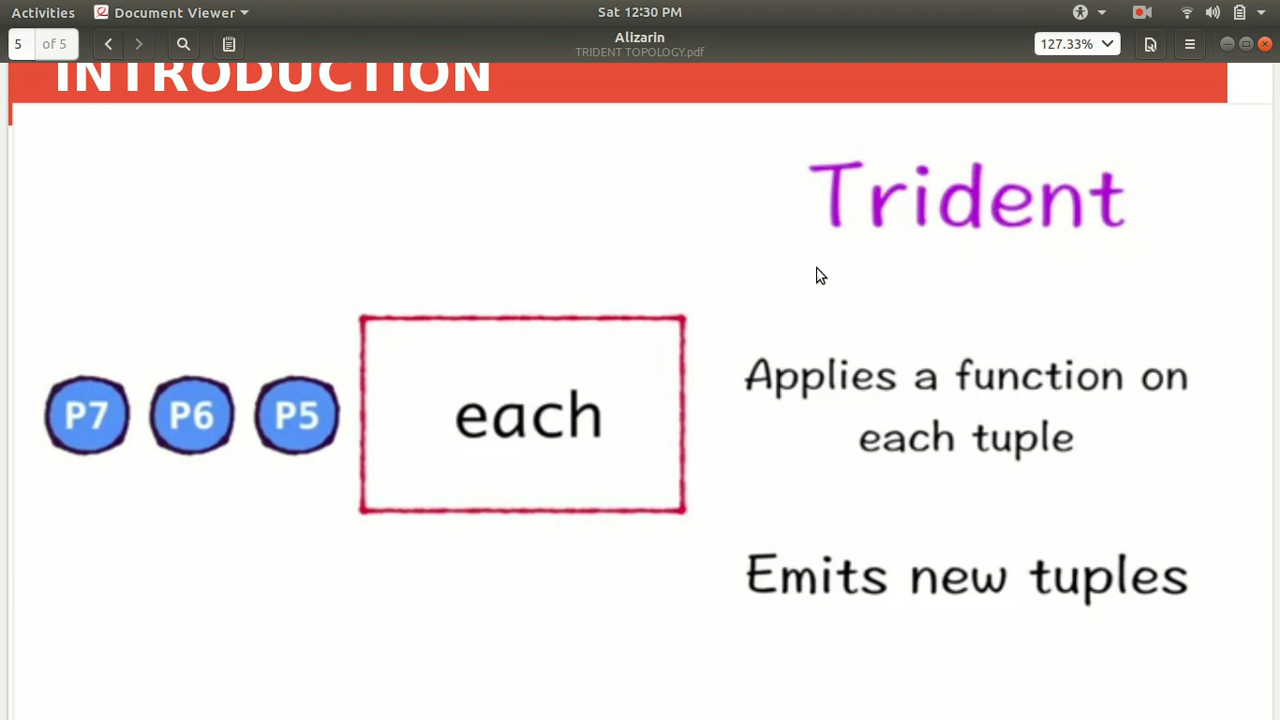 Activities Document Viewer Sat 12:30 PM
5 of 5 Alizarin 127.33%
TRIDENT TOPOLOGY.pdf
INTRODUCTION
Trident
Applies a function on
each tuple
P7 P6 P5 each
Emits new tuples